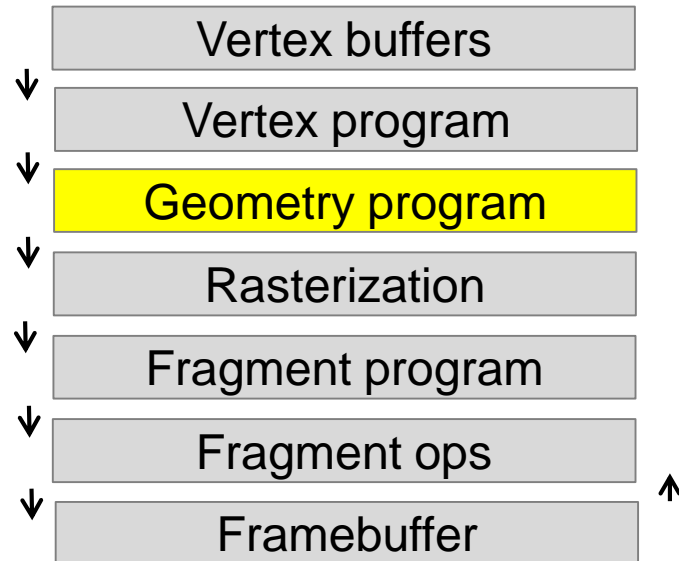 Vertex buffers
Vertex program
Geometry program
Rasterization
Fragment program
Fragment ops
Framebuffer